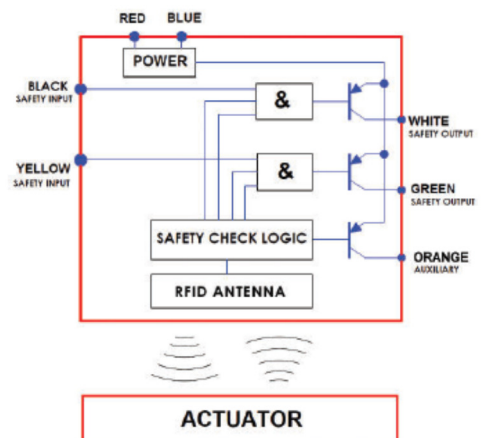 RED BLUE
POWER
BLACK
SAFETY INPUT
&
WHITE
SAFETY OUTPUT
YELLOW
SAFETY INPUT
&
GREEN
SAFETY OUTPUT
SAFETY CHECK LOGIC
ORANGE
AUXILIARY
RFID ANTENNA
ACTUATOR